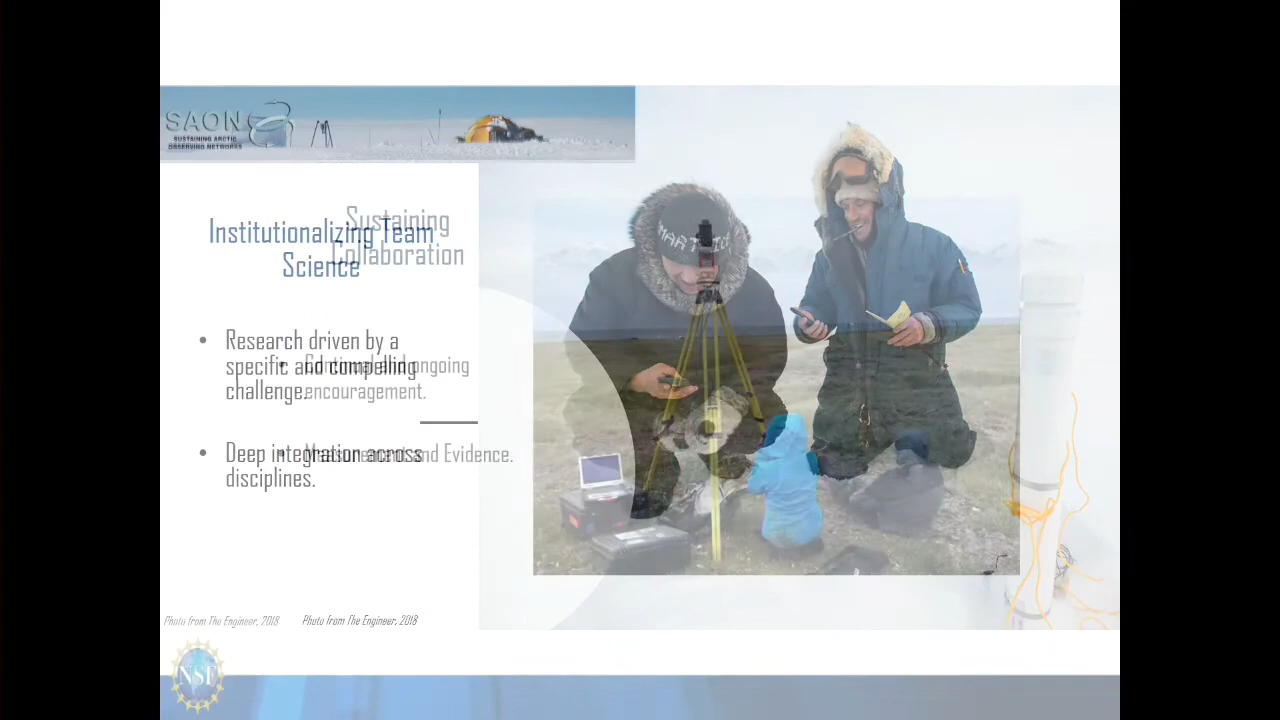 SAON
SUSTAINING ARCTIC
OBSERVING NETWORKS
Sustaining
Collaboration
Institutionalizing Team
Science
• Research driven by a
specific and compelling
challenge.
ongoing
encouragement.
• Deep integration across
disciplines.
and Evidence.
Photo from The Engineer, 2018
Photo from The Engineer, 2018
NSF